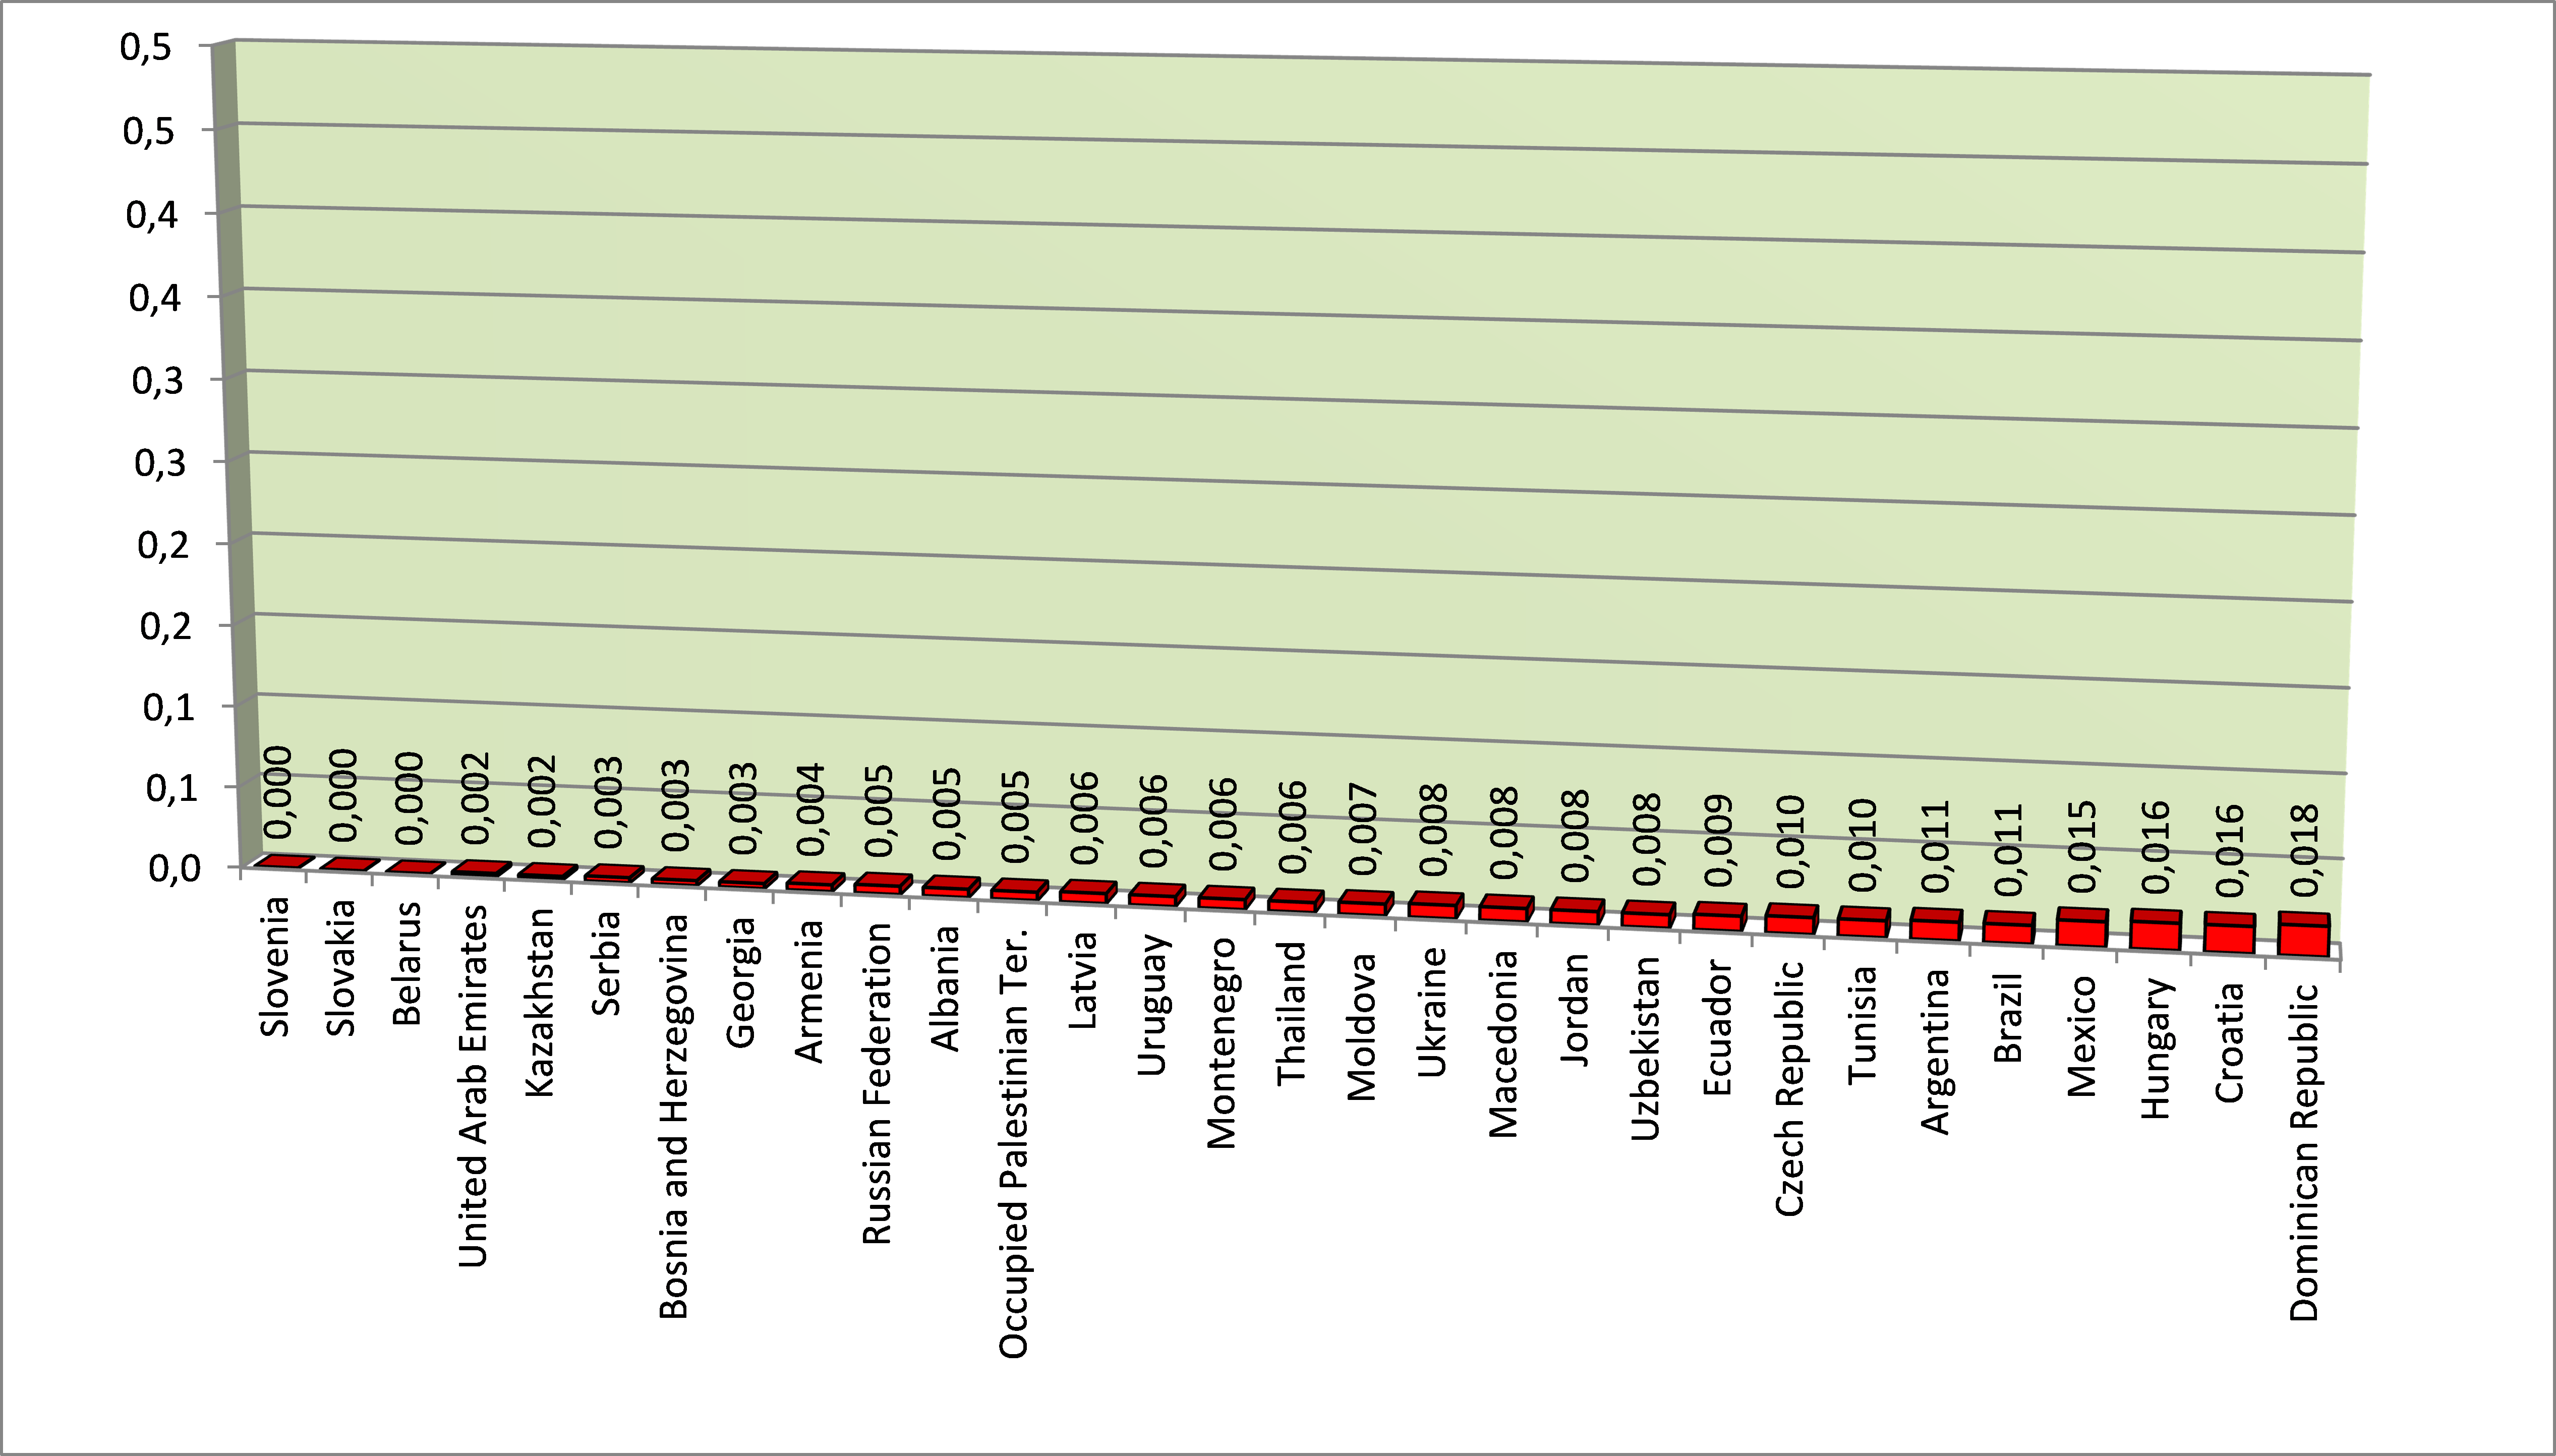 0,5
0,5
0,4
0,4
0,3
0,3
0,2
0,2
0,1
0,1
0,0
0,000
0,000
0,000
0,002
0,002
0,003
0,003
0,003
0,004
0,005
0,005
0,005
0,006
0,006
0,006
0,006
0,007
0,008
0,008
0,008
0,008
0,009
0,010
0,010
0,011
0,011
0,015
0,016
0,016
0,018
Slovenia
Slovakia
Belarus
United Arab Emirates
Kazakhstan
Serbia
Bosnia and Herzegovina
Georgia
Armenia
Russian Federation
Albania
Occupied Palestinian Ter.
Latvia
Uruguay
Montenegro
Thailand
Moldova
Ukraine
Macedonia
Jordan
Uzbekistan
Ecuador
Czech Republic
Tunisia
Argentina
Brazil
Mexico
Hungary
Croatia
Dominican Republic